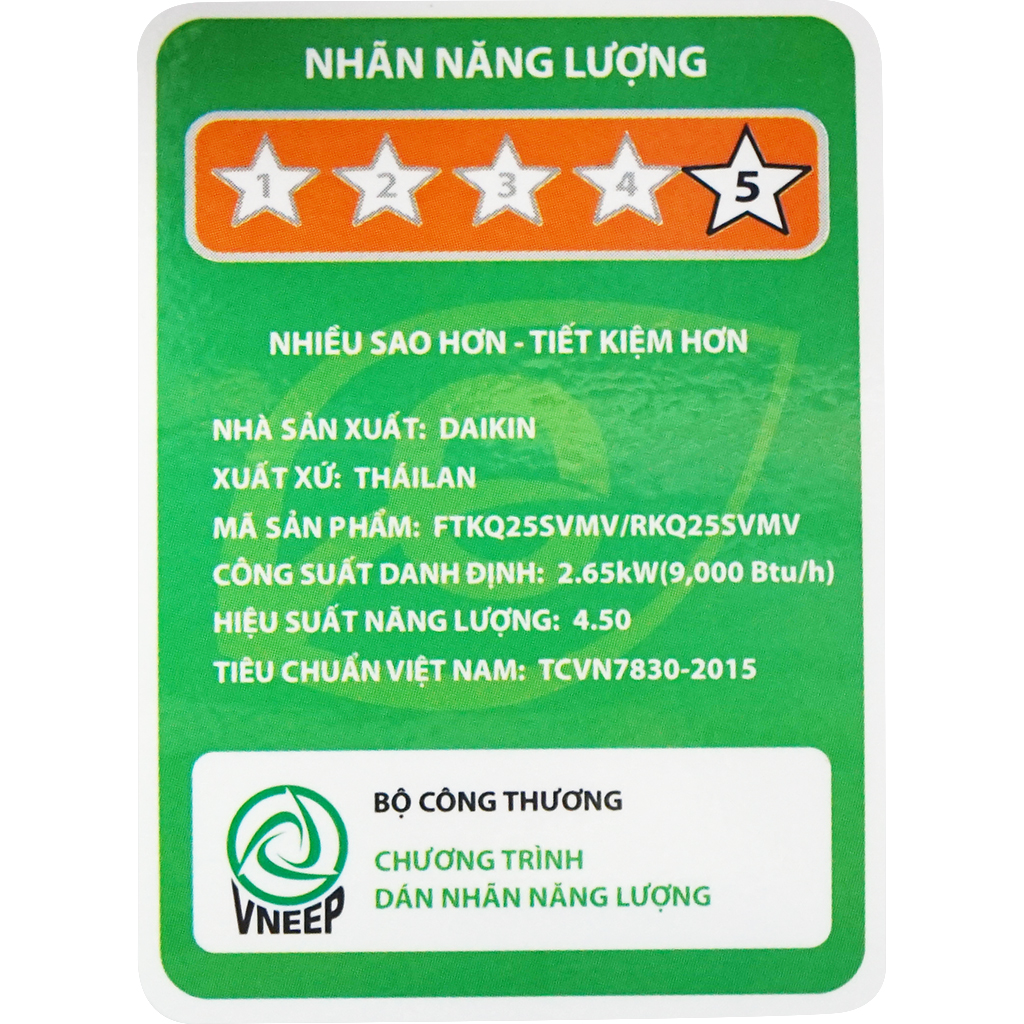 NHÃN NĂNG LƯỢNG
1 2 3 4 5
NHIỀU SAO HƠN - TIẾT KIỆM HƠN
NHÀ SẢN XUẤT: DAIKIN
XUẤT XỨ: THÁILAN
MÃ SẢN PHẨM: FTKQ25SVMV/RKQ25SVMV
CÔNG SUẤT DANH ĐỊNH: 2.65kW(9,000 Btu/h)
HIỆU SUẤT NĂNG LƯỢNG: 4.50
TIÊU CHUẨN VIỆT NAM: TCVN7830-2015
BỘ CÔNG THƯƠNG
CHƯƠNG TRÌNH
DÁN NHÃN NĂNG LƯỢNG
VNEEP